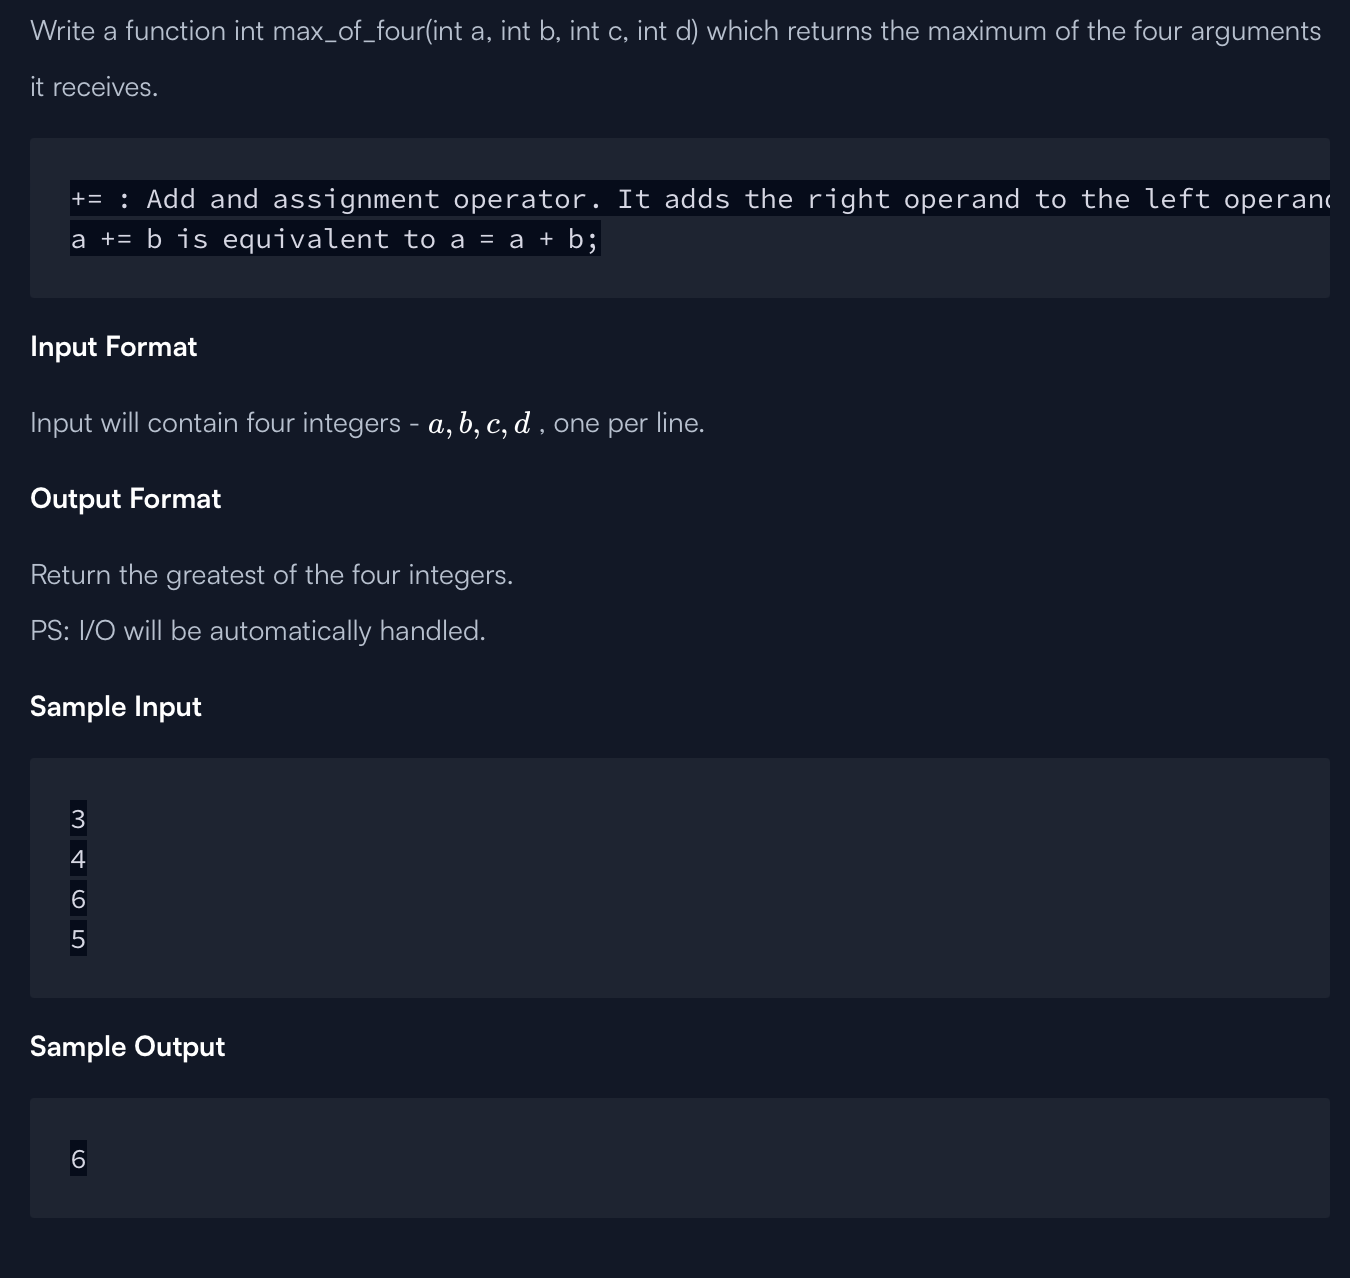 Write a function int max_of_four(int a, int b, int c, int d) which returns the maximum of the four arguments
it receives.
+= : Add and assignment operator. It adds the right operand to the left operand
a += b is equivalent to a = a + b;
Input Format
Input will contain four integers - a, b, c, d , one per line.
Output Format
Return the greatest of the four integers.
PS: I/O will be automatically handled.
Sample Input
3
4
6
5
Sample Output
6